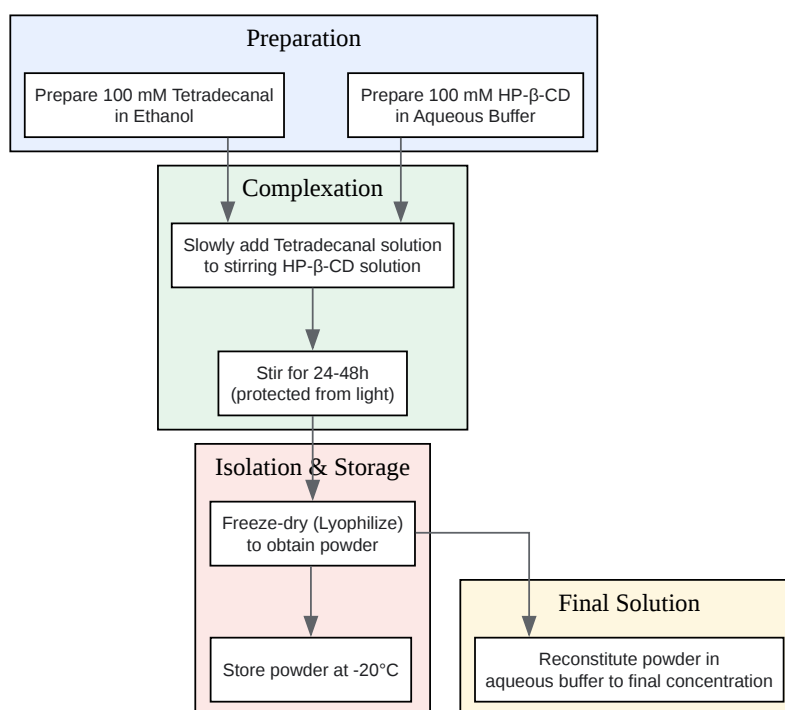 Preparation
Prepare 100 mM Tetradecanal
in Ethanol
Prepare 100 mM HP-β-CD
in Aqueous Buffer
Complexation
Slowly add Tetradecanal solution
to stirring HP-β-CD solution
Stir for 24-48h
(protected from light)
Isolation & Storage
Freeze-dry (Lyophilize)
to obtain powder
Store powder at -20°C
Final Solution
Reconstitute powder in
aqueous buffer to final concentration